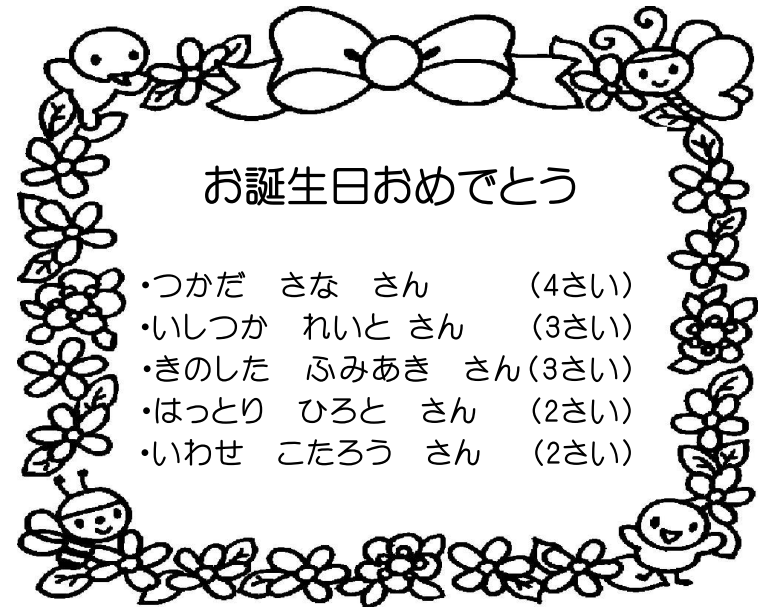 お誕生日おめでとう
・つかだ　さな　さん　　　（4さい）
・いしつか　れいと さん　　（3さい）
・きのした　ふみあき　さん（3さい）
・はっとり　ひろと　さん　（2さい）
・いわせ　こたろう　さん　（2さい）